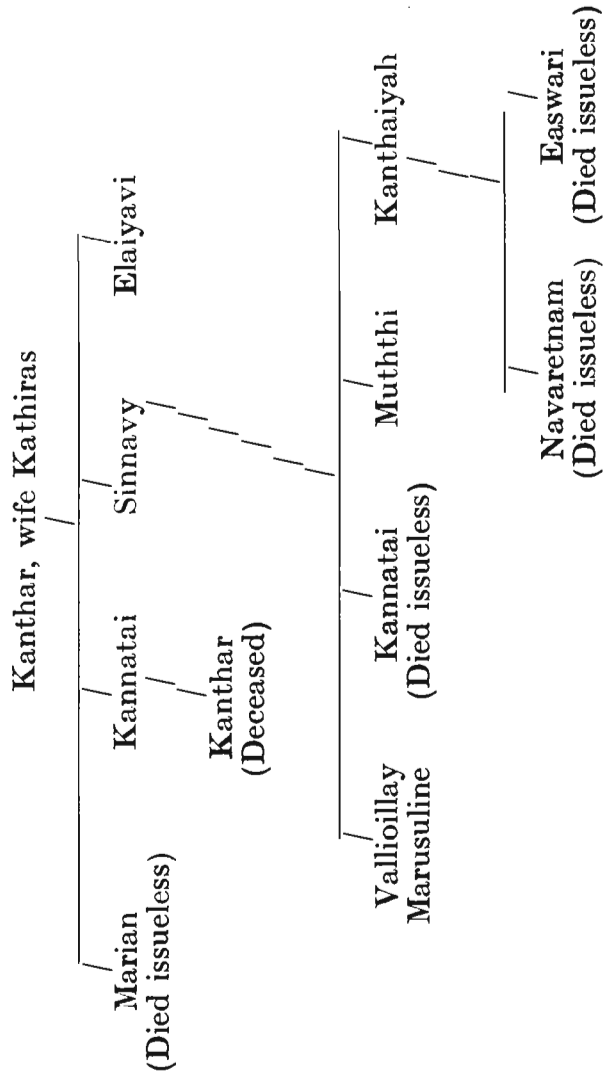 Kanthar, wife Kathiras
Marian
(Died issueless)
Kannatai
Sinnavy
Elaiyavi
Kanthar
(Deceased)
Vallioillay
Marusuline
Kannatai
(Died issueless)
Muththi
Kanthaiyah
Navaretnam
(Died issueless)
Easwari
(Died issueless)